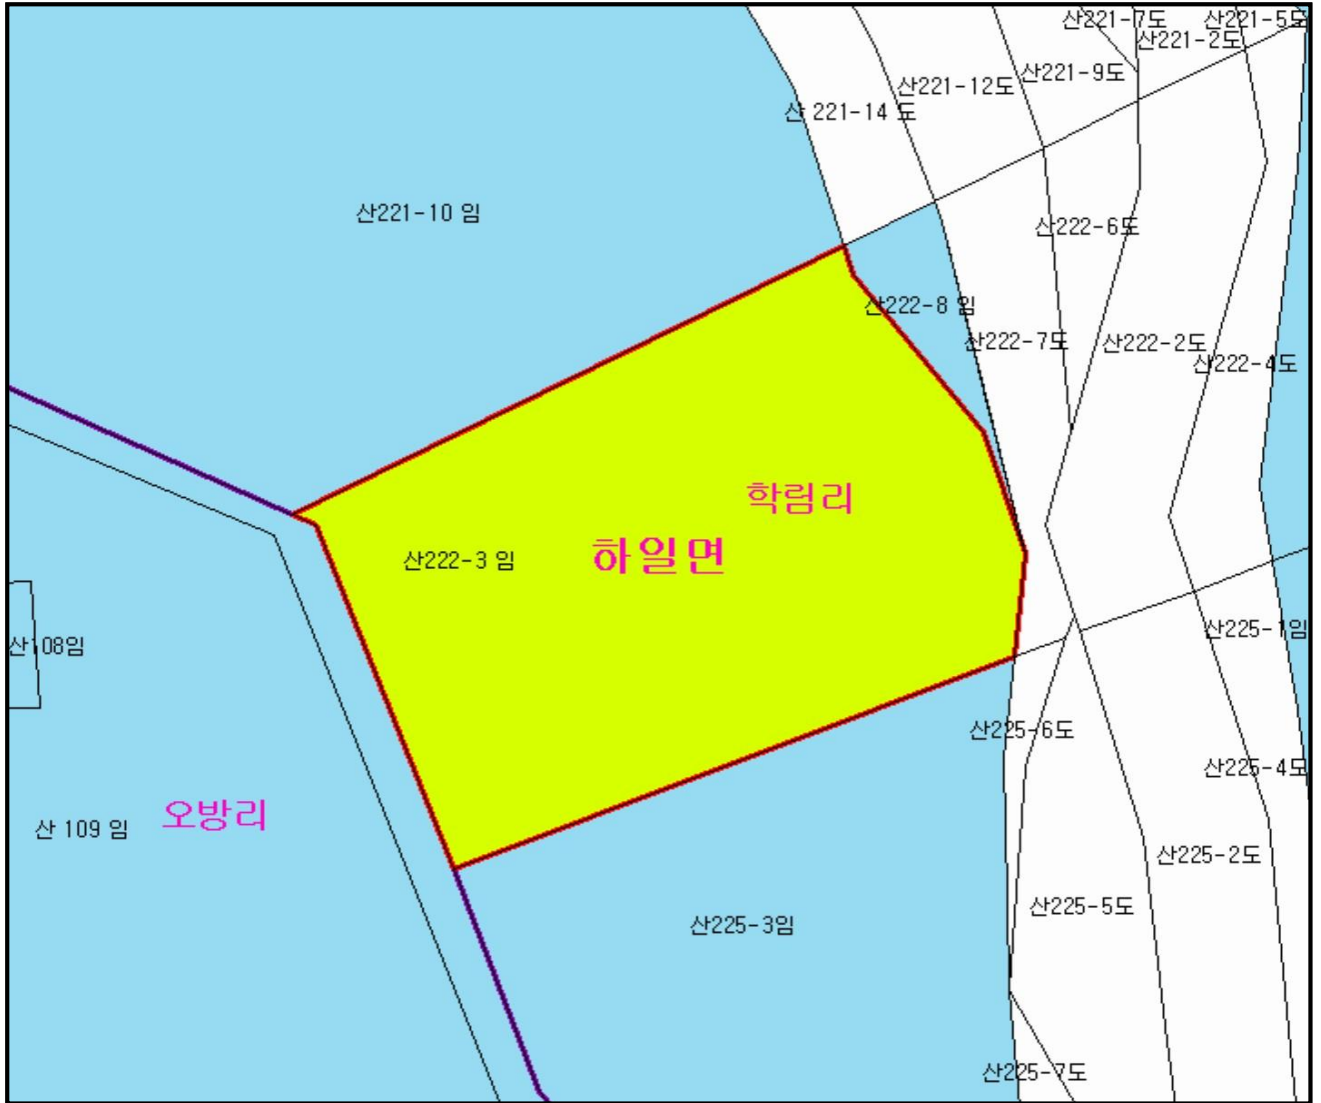 산221-7도
산221-5도
산221-2도
산221-9도
산221-12도
산 221-14 도
산221-10 임
산222-6도
산222-8 임
산222-7도
산222-2도
산222-4도
학림리
하일면
산222-3 임
산225-1임
산108임
산225-6도
산225-4도
오방리
산 109 임
산225-2도
산225-5도
산225-3임
산225-7도